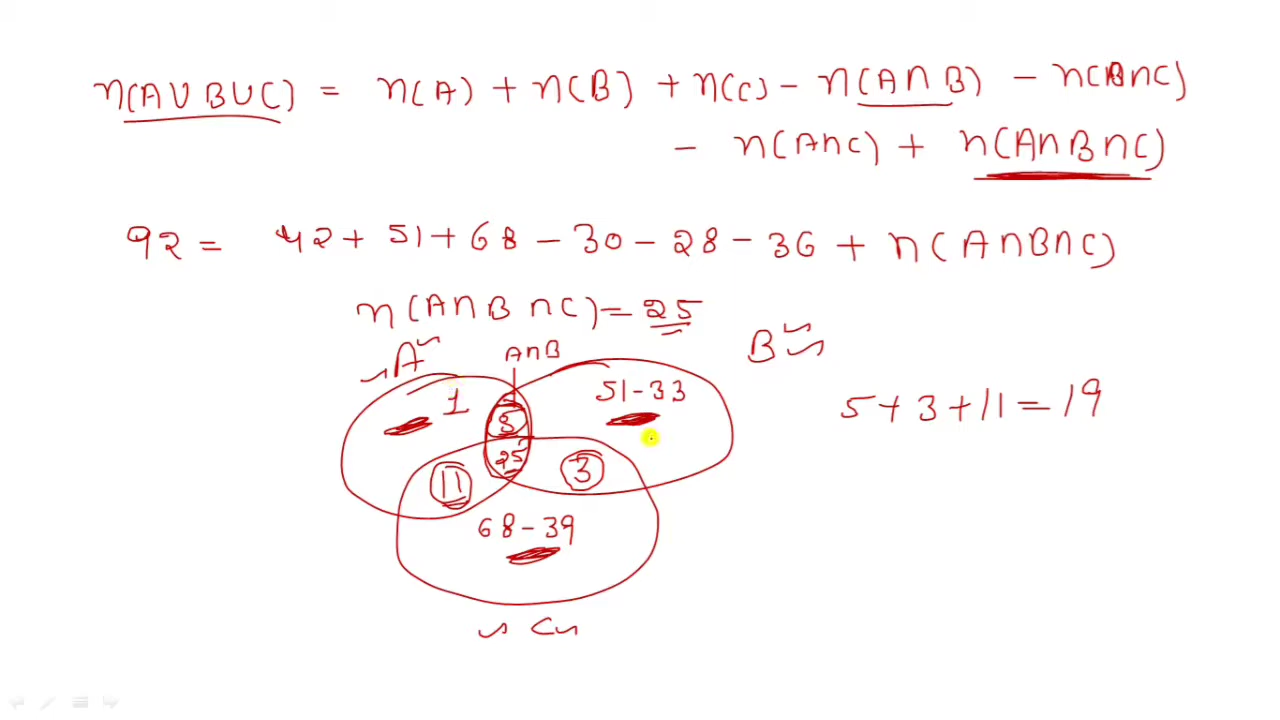 n(A∪B∪C) = n(A) + n(B) + n(C) - n(A∩B) - n(B∩C)
- n(A∩C) + n(A∩B∩C)
92 = 42 + 51 + 68 - 30 - 28 - 36 + n(A∩B∩C)
n(A∩B∩C) = 25
A
A∩B
B
1
51-33
5
5+3+11=19
25
11
3
68-39
C